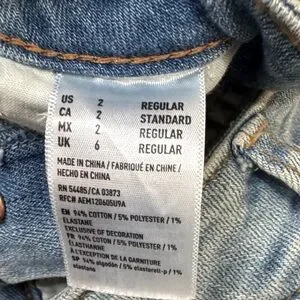 US 2 REGULAR
CA 2 STANDARD
MX 2 REGULAR
UK 6 REGULAR
MADE IN CHINA / FABRIQUÉ EN CHINE /
HECHO EN CHINA
RN 54485/CA 03873
RFC# AEM120605U9A
EN 94% COTTON / 5% POLYESTER / 1%
ELASTANE
EXCLUSIVE OF DECORATION
FR 94% COTON / 5% POLYESTER / 1%
ÉLASTHANNE
À L'EXCEPTION DE LA GARNITURE
SP 94% algodón / 5% / 1%
elastano